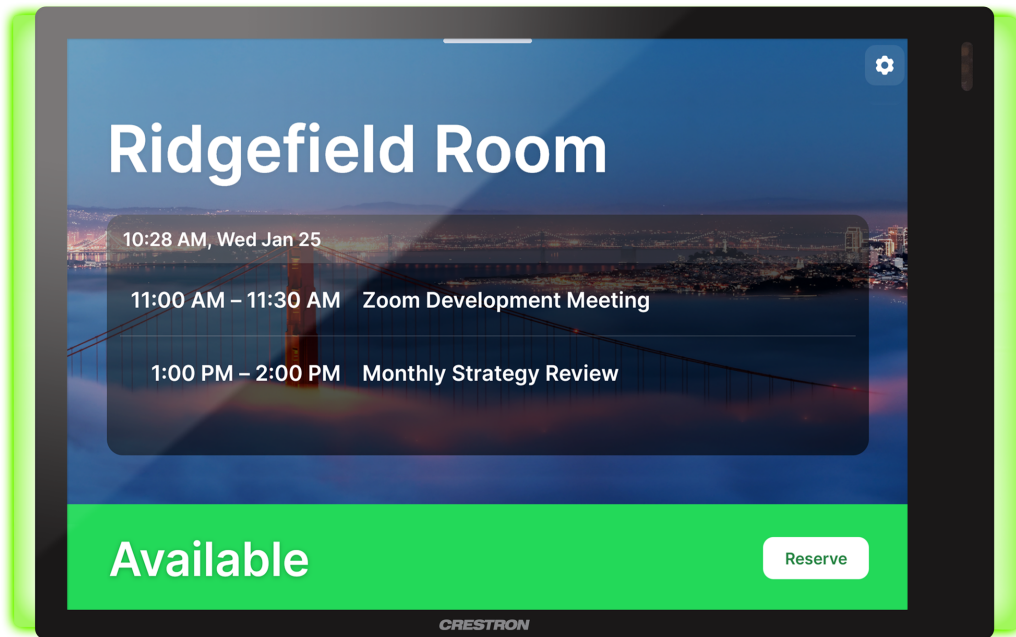 Ridgefield Room
10:28 AM, Wed Jan 25
11:00 AM – 11:30 AM Zoom Development Meeting
1:00 PM – 2:00 PM Monthly Strategy Review
Available
Reserve
CRESTRON